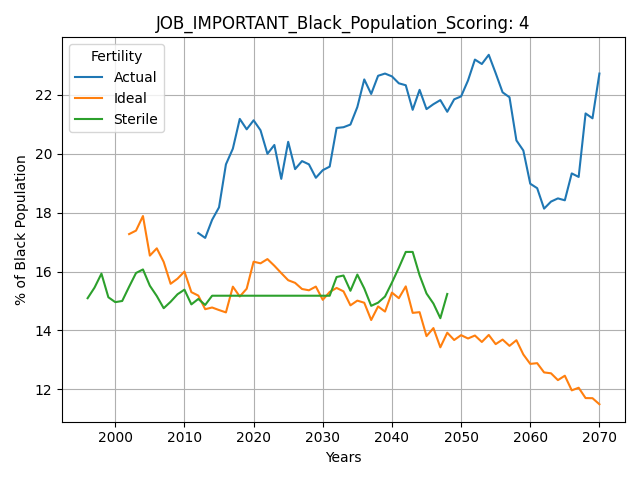 JOB_IMPORTANT_Black_Population_Scoring: 4
Fertility
Actual
Ideal
Sterile
% of Black Population
22
20
18
16
14
12
2000 2010 2020 2030 2040 2050 2060 2070
Years